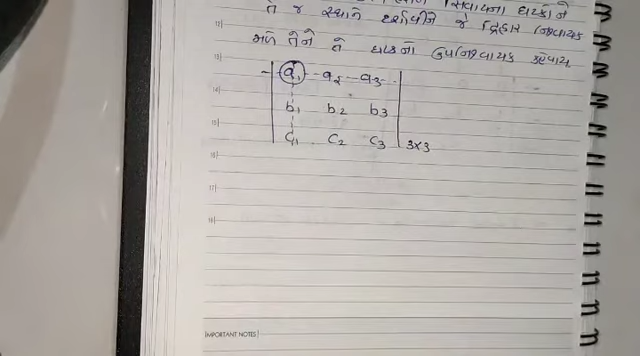 તે જ સ્થાને દર્શાવીને જે દ્વિહાર નિશ્ચાયક
મળે તેને તે ઘટકનો ઉપનિશ્ચાયક કહેવાય
a₁ a₂ a₃
b₁ b₂ b₃
c₁ c₂ c₃ 3×3
IMPORTANT NOTES